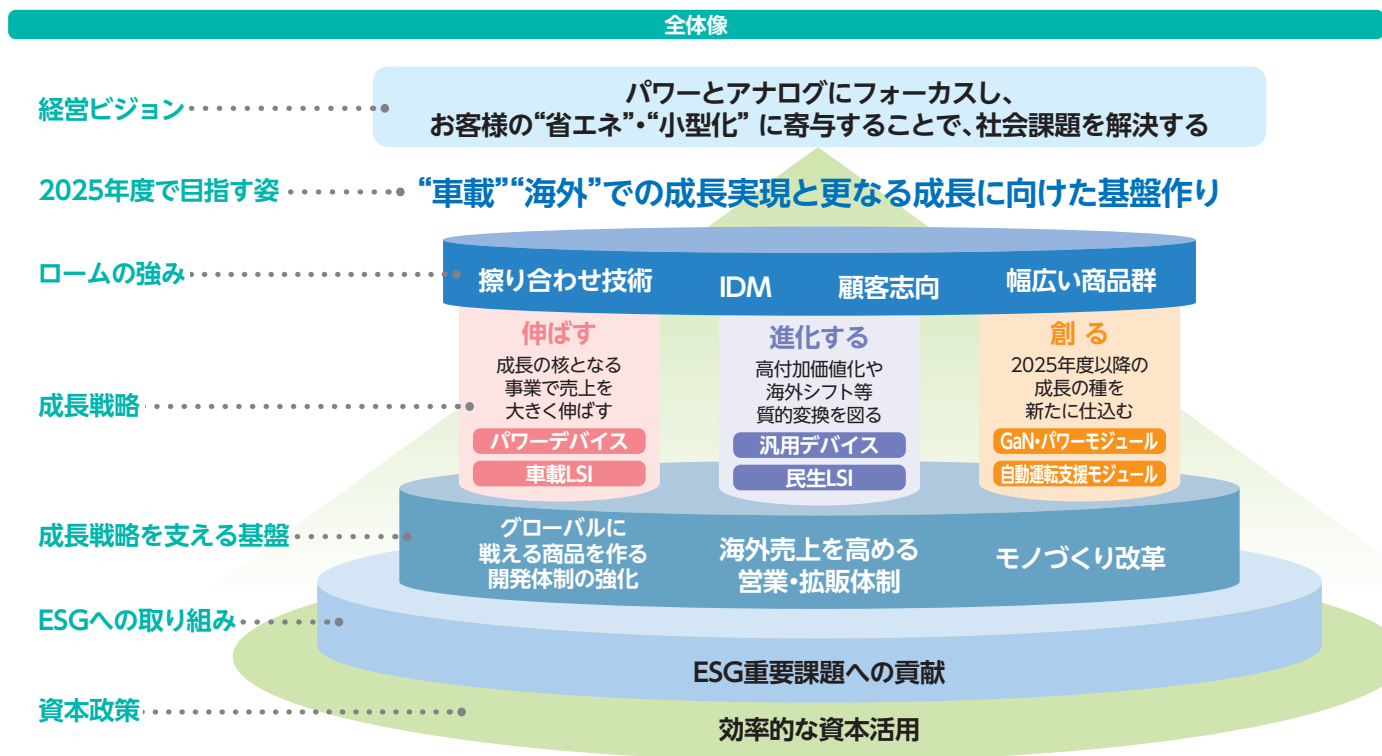 全体像
経営ビジョン
パワーとアナログにフォーカスし、
お客様の“省エネ”・“小型化” に寄与することで、社会課題を解決する
2025年度で目指す姿
“車載”“海外”での成長実現と更なる成長に向けた基盤作り
ロームの強み
擦り合わせ技術
IDM
顧客志向
幅広い商品群
成長戦略
伸ばす
成長の核となる
事業で売上を
大きく伸ばす
パワーデバイス
車載LSI
進化する
高付加価値化や
海外シフト等
質的変換を図る
汎用デバイス
民生LSI
創 る
2025年度以降の
成長の種を
新たに仕込む
GaN・パワーモジュール
自動運転支援モジュール
成長戦略を支える基盤
グローバルに
戦える商品を作る
開発体制の強化
海外売上を高める
営業・拡販体制
モノづくり改革
ESGへの取り組み
ESG重要課題への貢献
資本政策
効率的な資本活用